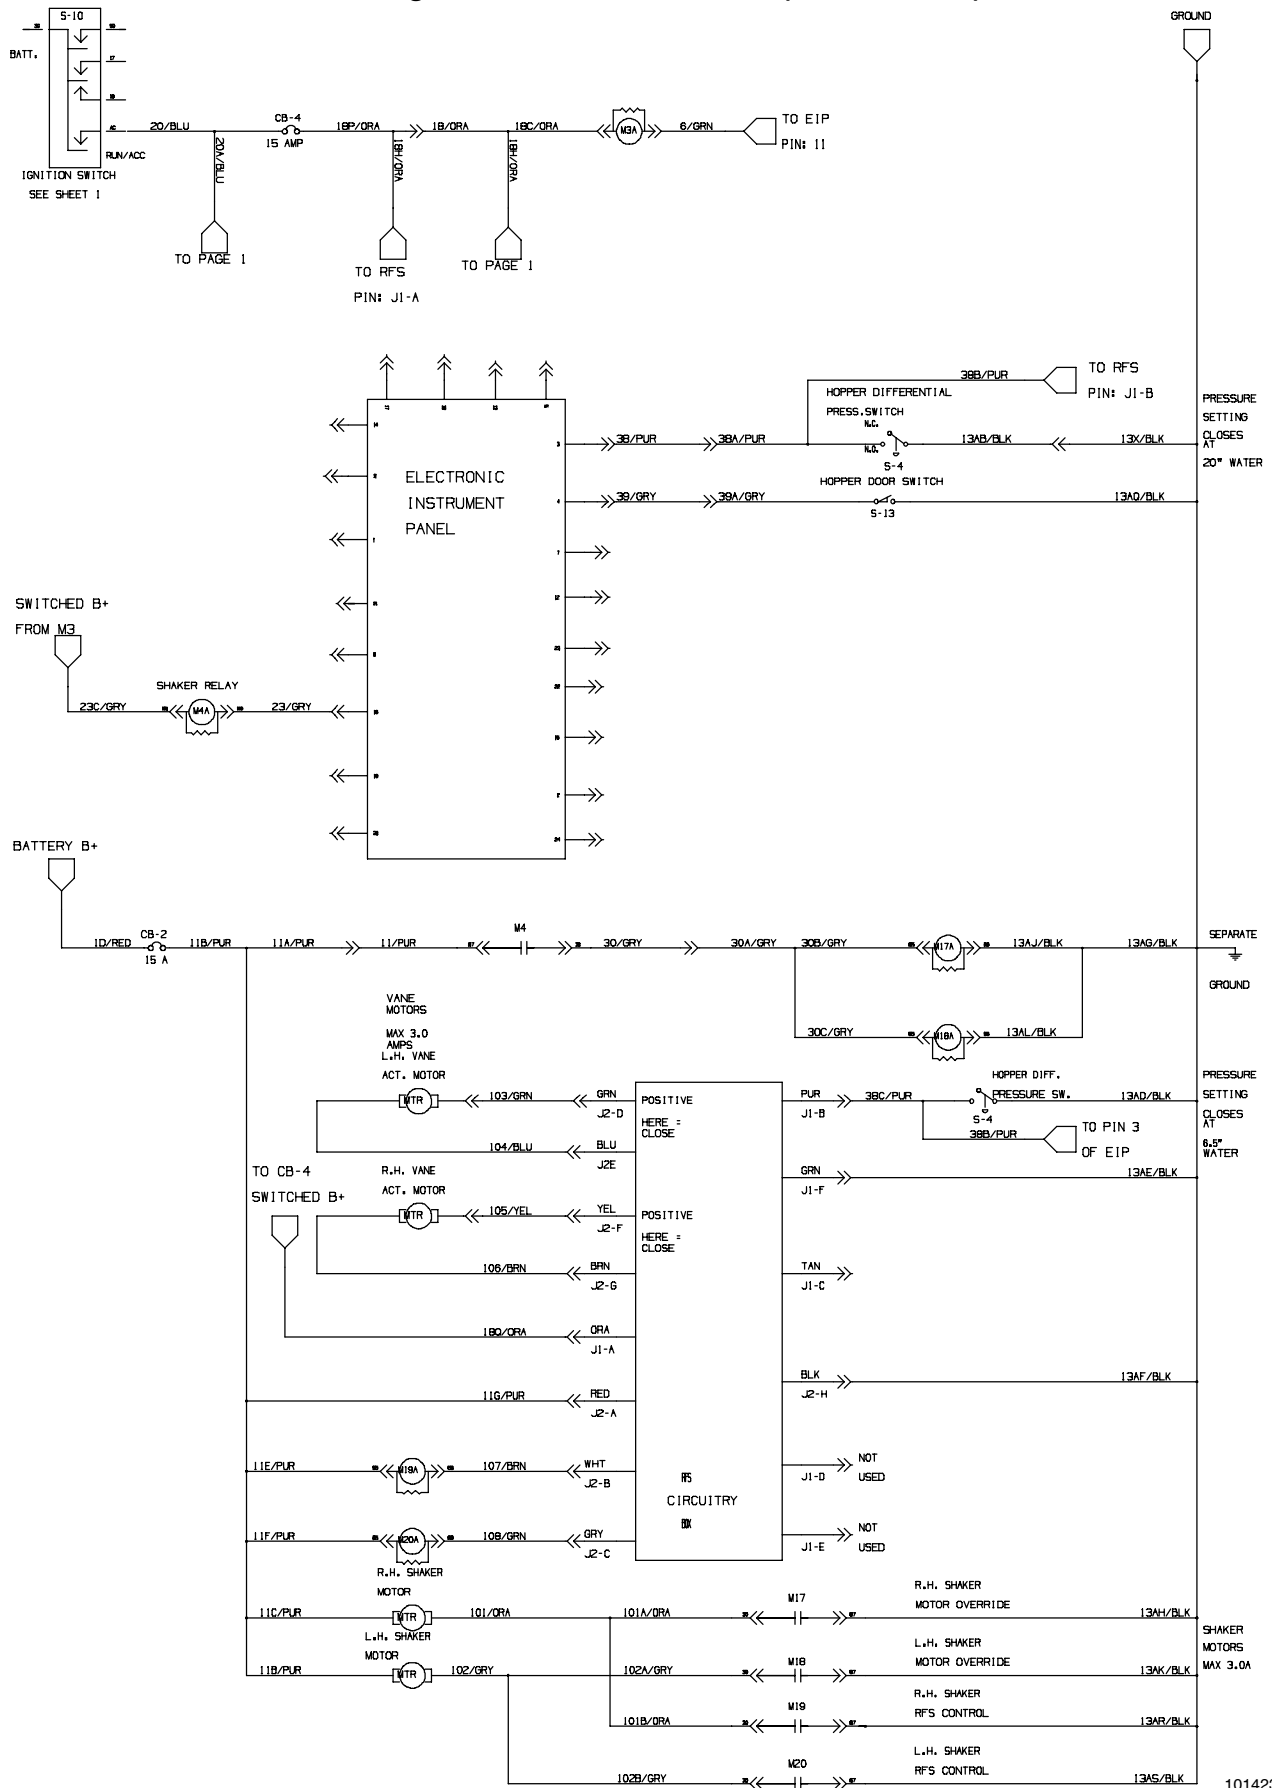 S-10
GROUND
BATT.
CB-4
20/BLU
18P/ORA
18/ORA
18C/ORA
M3A
6/GRN
TO EIP
PIN: 11
15 AMP
RUN/ACC
20A/BLU
18H/ORA
18H/ORA
IGNITION SWITCH
SEE SHEET 1
TO PAGE 1
TO RFS
PIN: J1-A
TO PAGE 1
38B/PUR
TO RFS
PIN: J1-B
HOPPER DIFFERENTIAL
PRESS.SWITCH
N.C.
N.O.
S-4
38/PUR
38A/PUR
13AB/BLK
13X/BLK
PRESSURE
SETTING
CLOSES
AT
20" WATER
ELECTRONIC
INSTRUMENT
PANEL
HOPPER DOOR SWITCH
39/GRY
39A/GRY
S-13
13AQ/BLK
SWITCHED B+
FROM M3
SHAKER RELAY
23C/GRY
M4A
23/GRY
BATTERY B+
1D/RED
CB-2
15 A
11B/PUR
11A/PUR
11/PUR
M4
30/GRY
30A/GRY
30B/GRY
M17A
13AJ/BLK
13AG/BLK
SEPARATE
GROUND
30C/GRY
M18A
13AL/BLK
VANE
MOTORS
MAX 3.0
AMPS
L.H. VANE
ACT. MOTOR
MTR
103/GRN
GRN
J2-D
POSITIVE
HERE =
CLOSE
PUR
J1-B
38C/PUR
HOPPER DIFF.
PRESSURE SW.
S-4
13AD/BLK
PRESSURE
SETTING
CLOSES
AT
6.5"
WATER
38B/PUR
TO PIN 3
OF EIP
104/BLU
BLU
J2E
TO CB-4
SWITCHED B+
R.H. VANE
ACT. MOTOR
MTR
105/YEL
YEL
J2-F
POSITIVE
HERE =
CLOSE
GRN
J1-F
13AE/BLK
106/BRN
BRN
J2-G
TAN
J1-C
18Q/ORA
ORA
J1-A
11G/PUR
RED
J2-A
BLK
J2-H
13AF/BLK
11E/PUR
M19A
107/BRN
WHT
J2-B
RFS
CIRCUITRY
BOX
J1-D
NOT
USED
11F/PUR
M20A
108/GRN
GRY
J2-C
J1-E
NOT
USED
R.H. SHAKER
MOTOR
11C/PUR
MTR
101/ORA
101A/ORA
M17
R.H. SHAKER
MOTOR OVERRIDE
13AH/BLK
L.H. SHAKER
MOTOR
11B/PUR
MTR
102/GRY
102A/GRY
M18
L.H. SHAKER
MOTOR OVERRIDE
13AK/BLK
SHAKER
MOTORS
MAX 3.0A
101B/ORA
M19
R.H. SHAKER
RFS CONTROL
13AR/BLK
102B/GRY
M20
L.H. SHAKER
RFS CONTROL
13AS/BLK